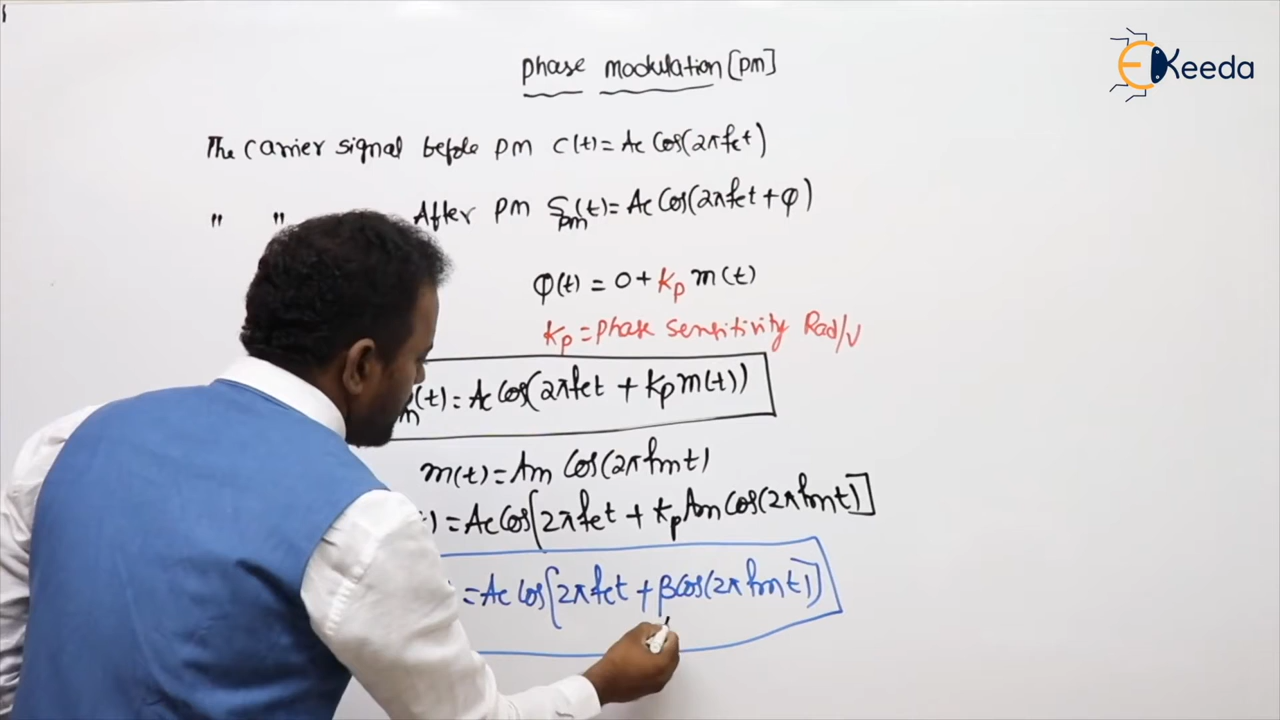 EKeeda
Phase modulation [pm]
The carrier signal before pm c(t) = Ac Cos(2πfct)
" " After pm Spm(t) = Ac Cos(2πfct + φ)
φ(t) = 0 + kp m(t)
kp = phase sensitivity Rad/v
m(t) = Ac Cos(2πfct + kp m(t))
m(t) = Am Cos(2πfmt)
t) = Ac Cos[2πfct + kp Am Cos(2πfmt)]
= Ac Cos[2πfct + β Cos(2πfmt)]